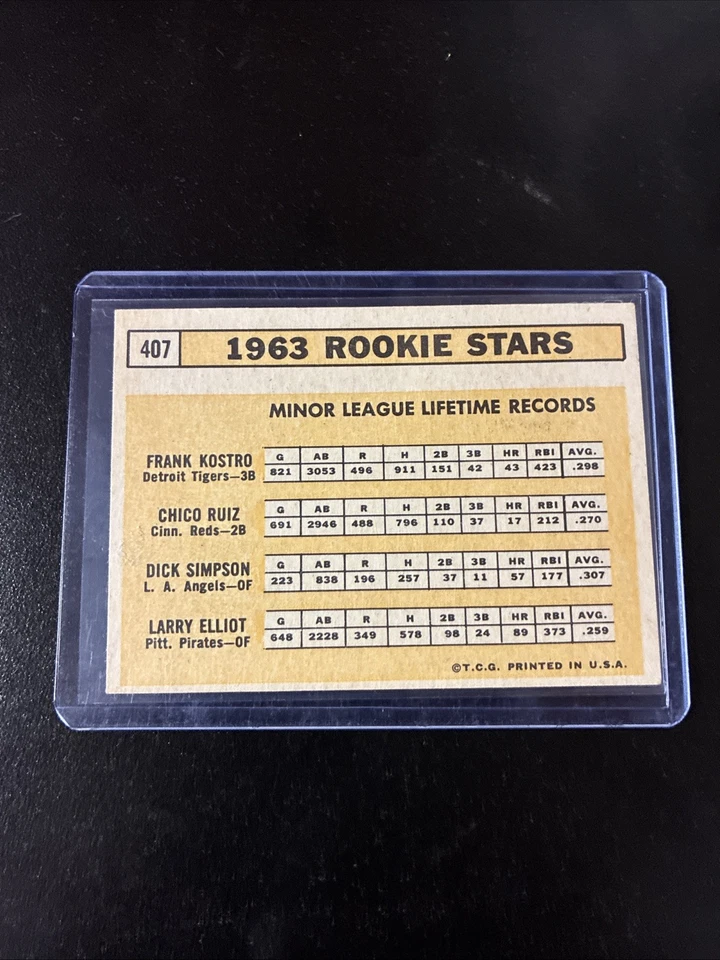 407 1963 ROOKIE STARS
MINOR LEAGUE LIFETIME RECORDS
FRANK KOSTRO G AB R H 2B 3B HR RBI AVG.
Detroit Tigers—3B 821 3053 496 911 151 42 43 423 .298
CHICO RUIZ G AB R H 2B 3B HR RBI AVG.
Cinn. Reds—2B 691 2946 488 796 110 37 17 212 .270
DICK SIMPSON G AB R H 2B 3B HR RBI AVG.
L. A. Angels—OF 223 838 196 257 37 11 57 177 .307
LARRY ELLIOT G AB R H 2B 3B HR RBI AVG.
Pitt. Pirates—OF 648 2228 349 578 98 24 89 373 .259
©T.C.G. PRINTED IN U.S.A.